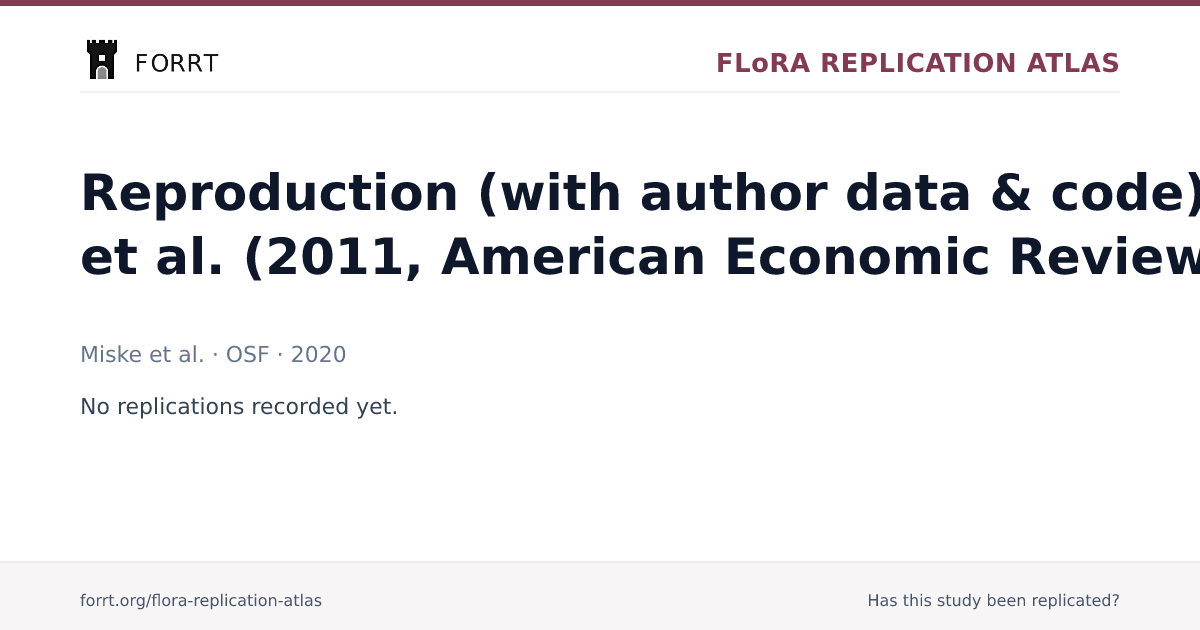 FORRT
FLoRA REPLICATION ATLAS
Reproduction (with author data & code)
et al. (2011, American Economic Review
Miske et al. · OSF · 2020
No replications recorded yet.
forrt.org/flora-replication-atlas
Has this study been replicated?